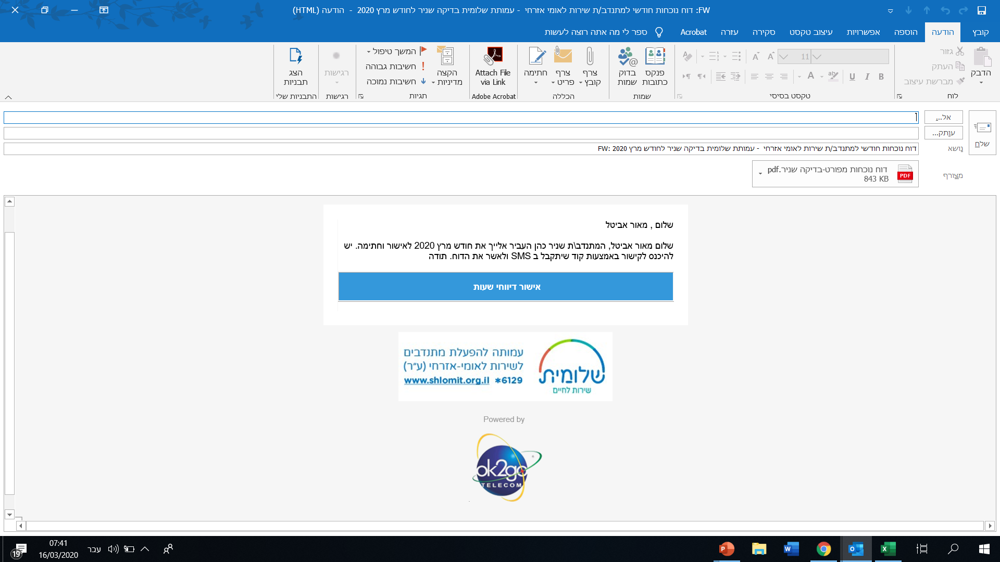 FW: דוח נוכחות חודשי למתנדב/ת שירות לאומי אזרחי - עמותת שלומית בדיקה שניר לחודש מרץ 2020 - הודעה (HTML)
קובץ
הודעה
הוספה
אפשרויות
עיצוב טקסט
סקירה
עזרה
Acrobat
ספר לי מה אתה רוצה לעשות
הדבק
גזור
העתק
מברשת עיצוב
לוח
11
B I U
A
טקסט בסיסי
פנקס כתובות
בדוק שמות
שמות
צרף קובץ
צרף פריט
חתימה
הכללה
Attach File via Link
Adobe Acrobat
הקצה מדיניות
המשך טיפול
חשיבות גבוהה
חשיבות נמוכה
תגיות
רגישות
רגישות
הצג תבניות
התבניות שלי
שלח
אל...
עותק...
נושא
FW: דוח נוכחות חודשי למתנדב/ת שירות לאומי אזרחי - עמותת שלומית בדיקה שניר לחודש מרץ 2020
מצורף
PDF
דוח נוכחות מפורט-בדיקה שניר.pdf
843 KB
שלום , מאור אביטל
שלום מאור אביטל, המתנדב\ת שניר כהן העביר אלייך את חודש מרץ 2020 לאישור וחתימה. יש
להיכנס לקישור באמצעות קוד שיתקבל ב SMS ולאשר את הדוח. תודה
אישור דיווחי שעות
שלומית
שירות לחיים
עמותה להפעלת מתנדבים
לשירות לאומי-אזרחי (ע״ר)
www.shlomit.org.il *6129
Powered by
ok2go
TELECOM
19
07:41
16/03/2020
עבר